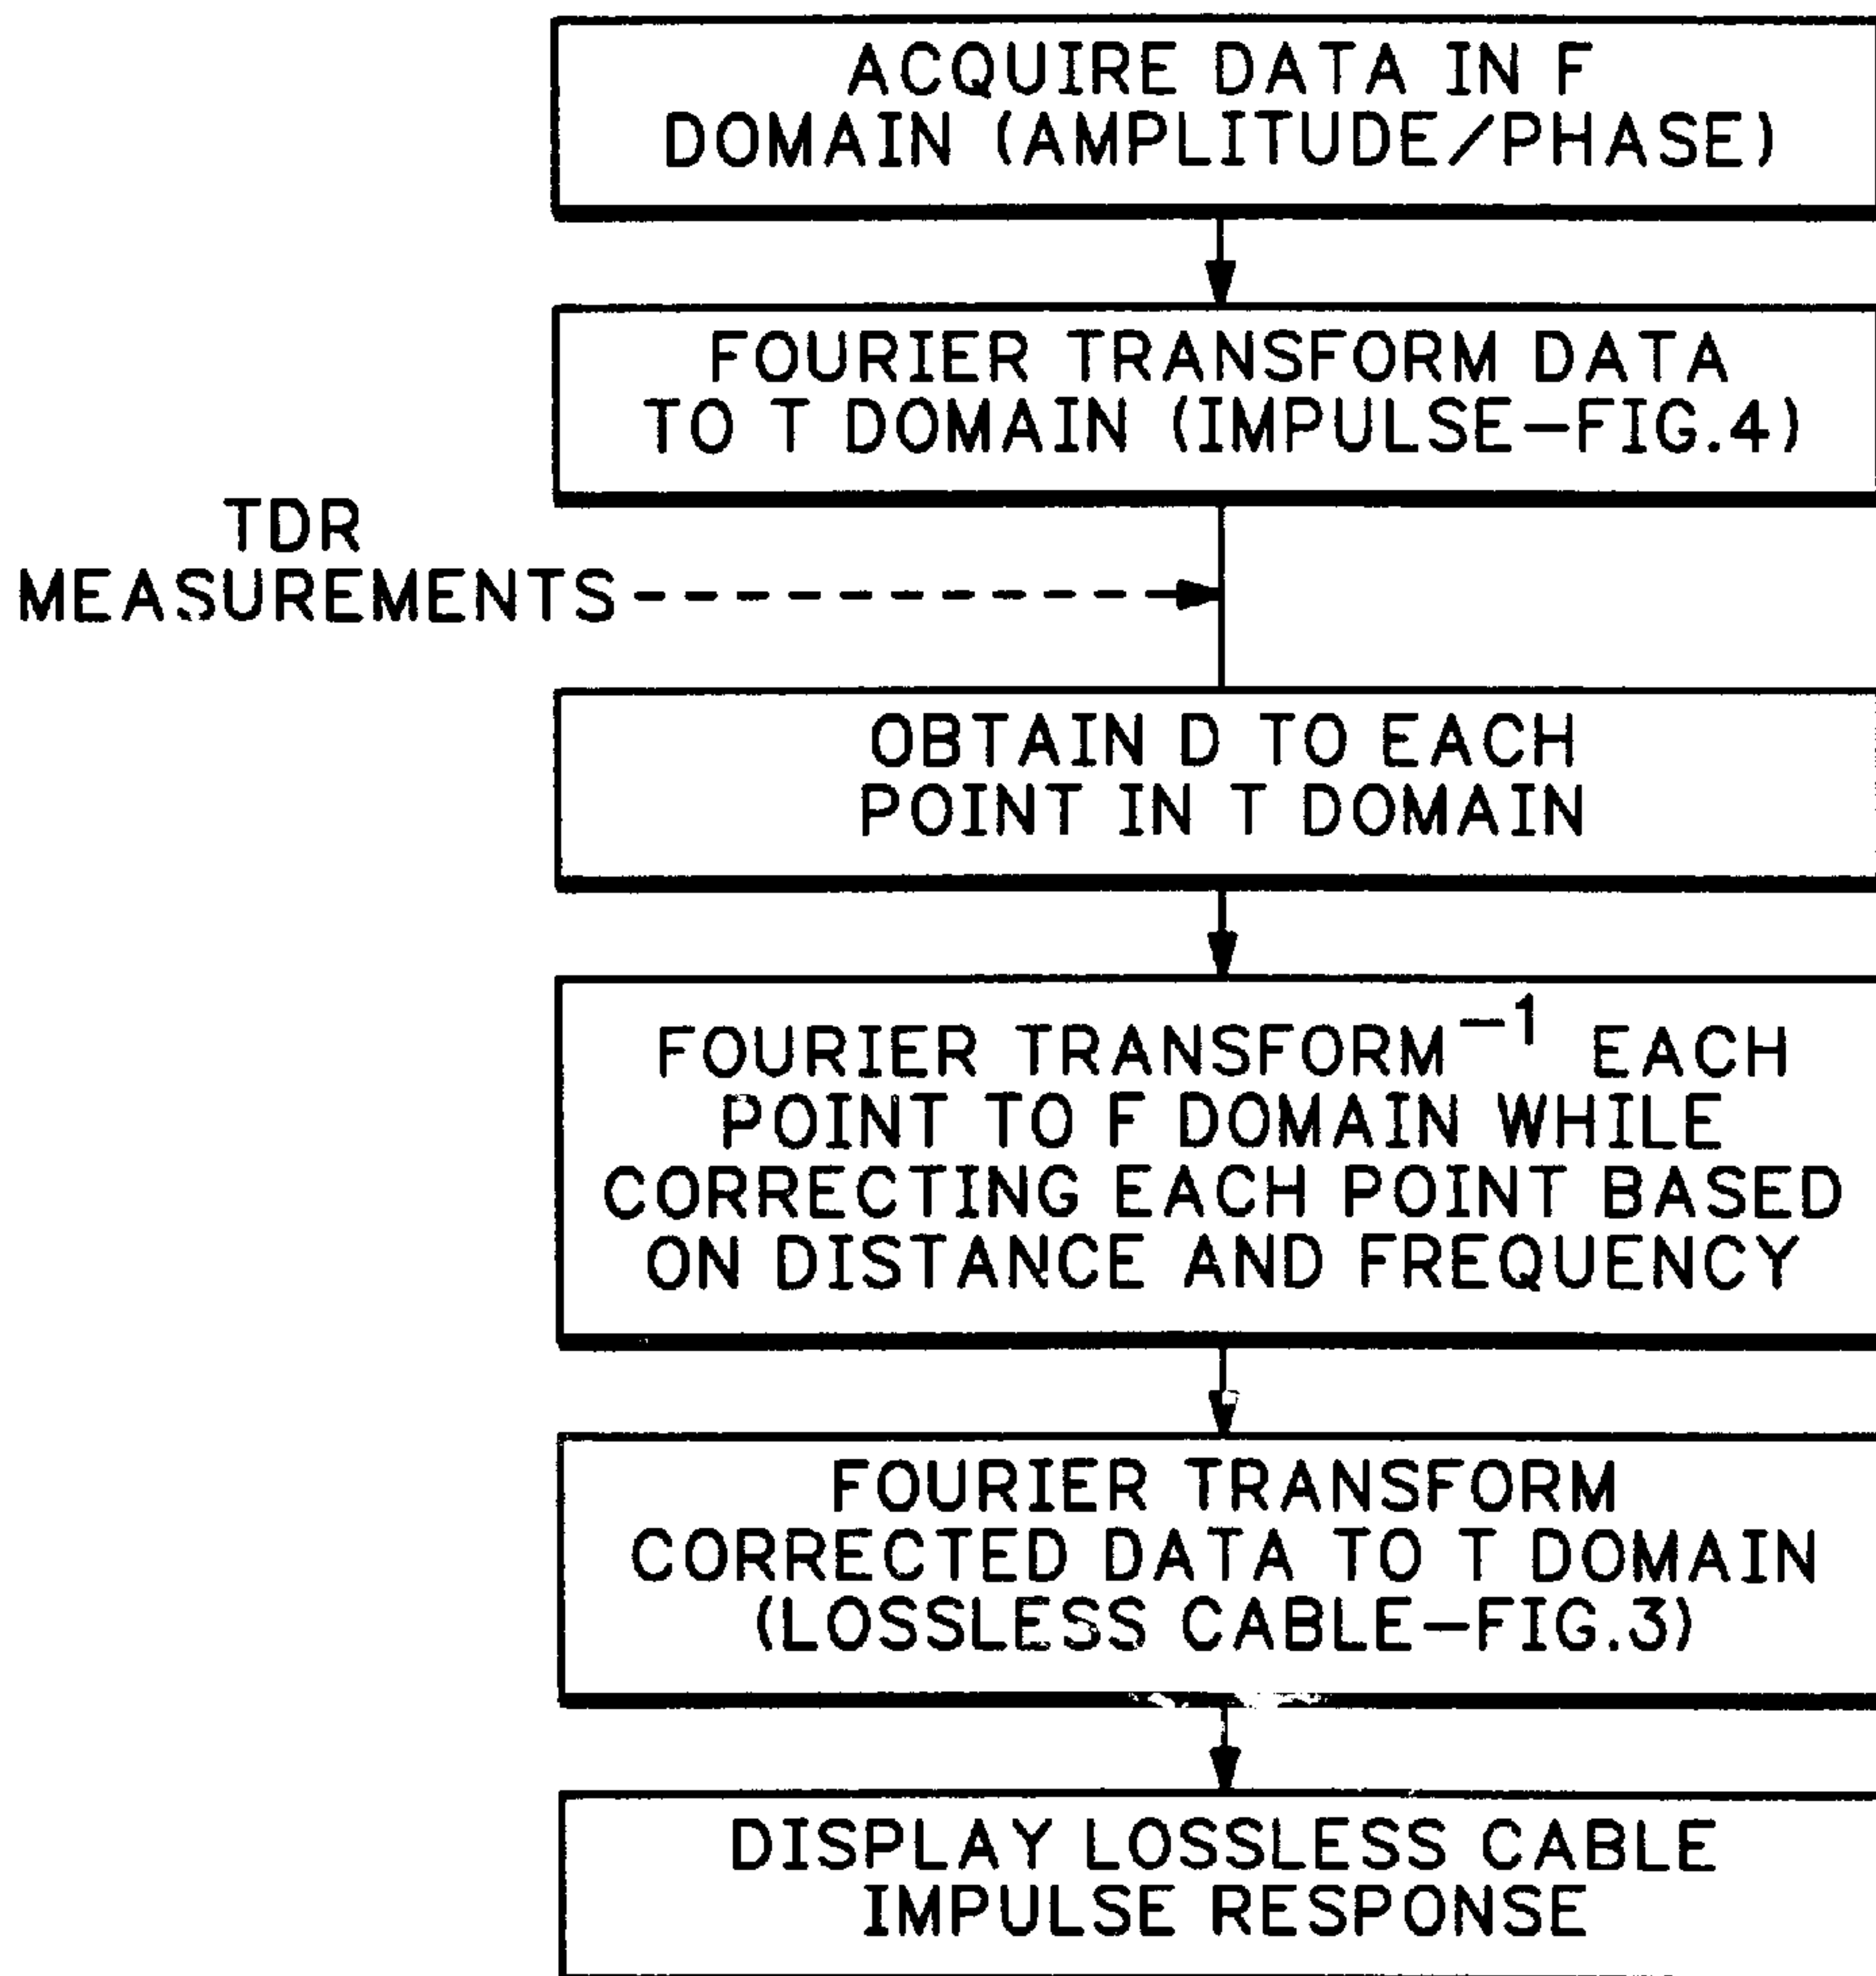 ACQUIRE DATA IN F
DOMAIN (AMPLITUDE/PHASE)
FOURIER TRANSFORM DATA
TO T DOMAIN (IMPULSE-FIG.4)
TDR
MEASUREMENTS
OBTAIN D TO EACH
POINT IN T DOMAIN
FOURIER TRANSFORM⁻¹ EACH
POINT TO F DOMAIN WHILE
CORRECTING EACH POINT BASED
ON DISTANCE AND FREQUENCY
FOURIER TRANSFORM
CORRECTED DATA TO T DOMAIN
(LOSSLESS CABLE-FIG.3)
DISPLAY LOSSLESS CABLE
IMPULSE RESPONSE